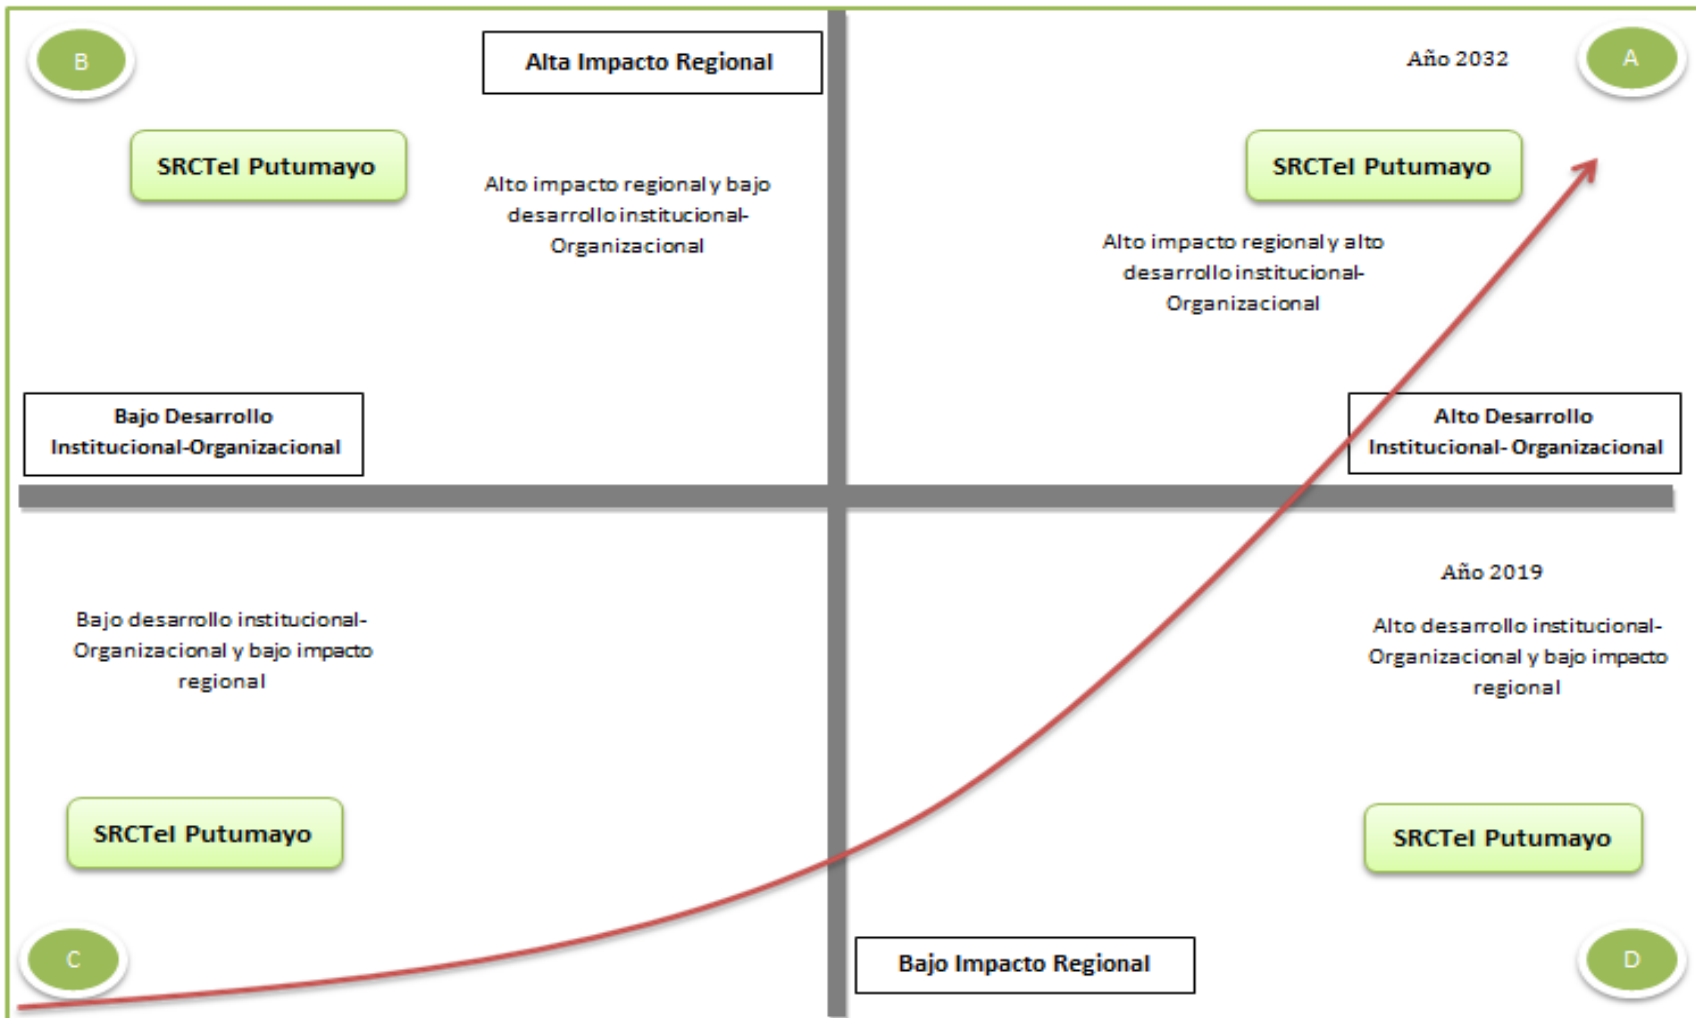 B
Alta Impacto Regional
Año 2032
A
SRCTeI Putumayo
SRCTeI Putumayo
Alto impacto regional y bajo
desarrollo institucional-
Organizacional
Alto impacto regional y alto
desarrollo institucional-
Organizacional
Bajo Desarrollo
Institucional-Organizacional
Alto Desarrollo
Institucional- Organizacional
Año 2019
Bajo desarrollo institucional-
Organizacional y bajo impacto
regional
Alto desarrollo institucional-
Organizacional y bajo impacto
regional
SRCTeI Putumayo
SRCTeI Putumayo
C
Bajo Impacto Regional
D